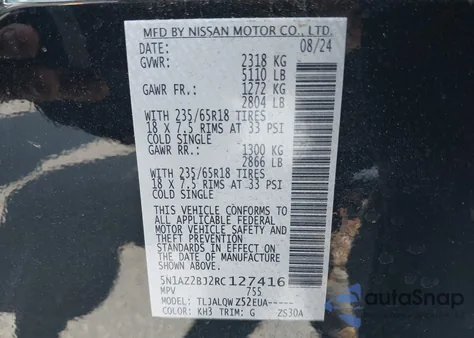 MFD BY NISSAN MOTOR CO., LTD.
DATE: 08/24
GVWR: 2318 KG
5110 LB
GAWR FR.: 1272 KG
2804 LB
WITH 235/65R18 TIRES
18 X 7.5 RIMS AT 33 PSI
COLD SINGLE
GAWR RR.: 1300 KG
2866 LB
WITH 235/65R18 TIRES
18 X 7.5 RIMS AT 33 PSI
COLD SINGLE
THIS VEHICLE CONFORMS TO
ALL APPLICABLE FEDERAL
MOTOR VEHICLE SAFETY
AND THEFT PREVENTION
STANDARDS IN EFFECT ON
THE DATE OF MANUFACTURE
SHOWN ABOVE.
5N1AZ2BJ2RC127416
MPV 755
MODEL: TLJALQWZ52EUA-----
COLOR: KH3 TRIM: G ZS30A
AutoSnap